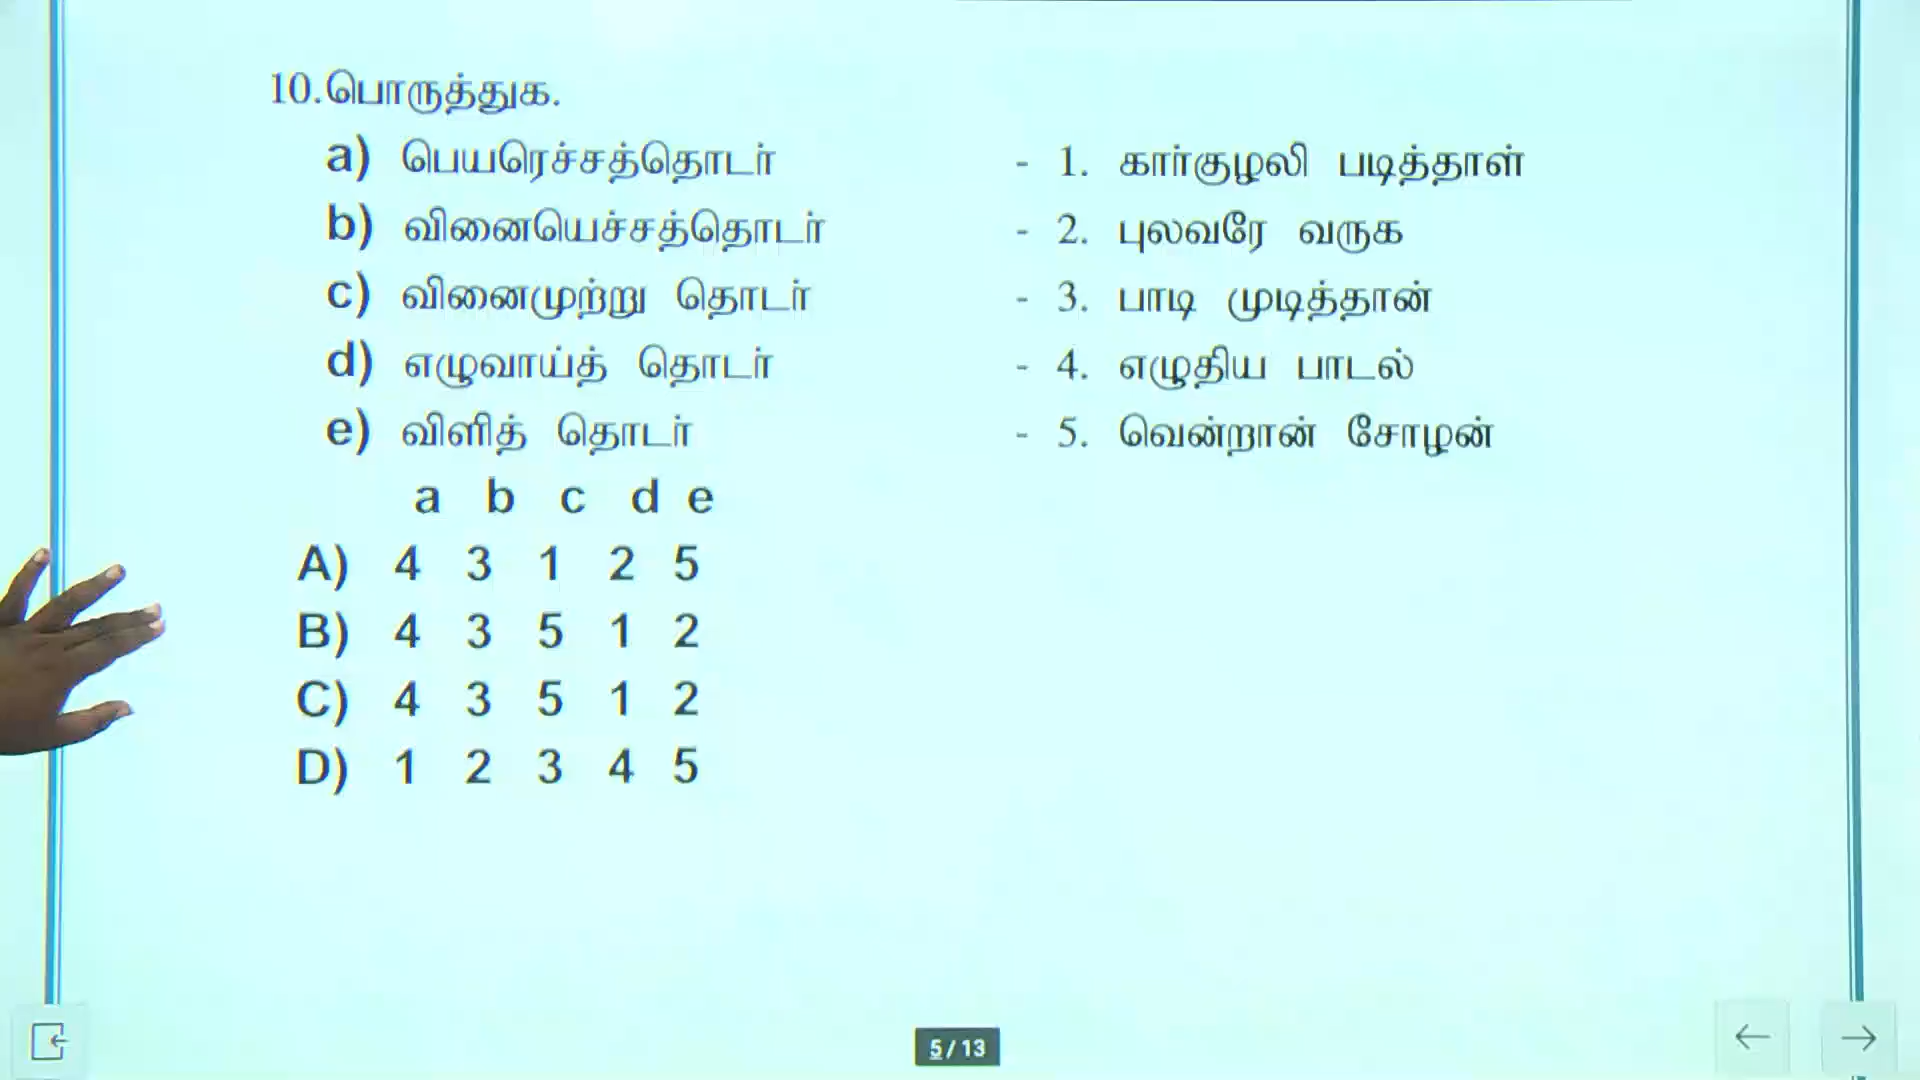 10.பொருத்துக.
a) பெயரெச்சத்தொடர் - 1. கார்குழலி படித்தாள்
b) வினையெச்சத்தொடர் - 2. புலவரே வருக
c) வினைமுற்று தொடர் - 3. பாடி முடித்தான்
d) எழுவாய்த் தொடர் - 4. எழுதிய பாடல்
e) விளித் தொடர் - 5. வென்றான் சோழன்
a b c d e
A) 4 3 1 2 5
B) 4 3 5 1 2
C) 4 3 5 1 2
D) 1 2 3 4 5
5/13